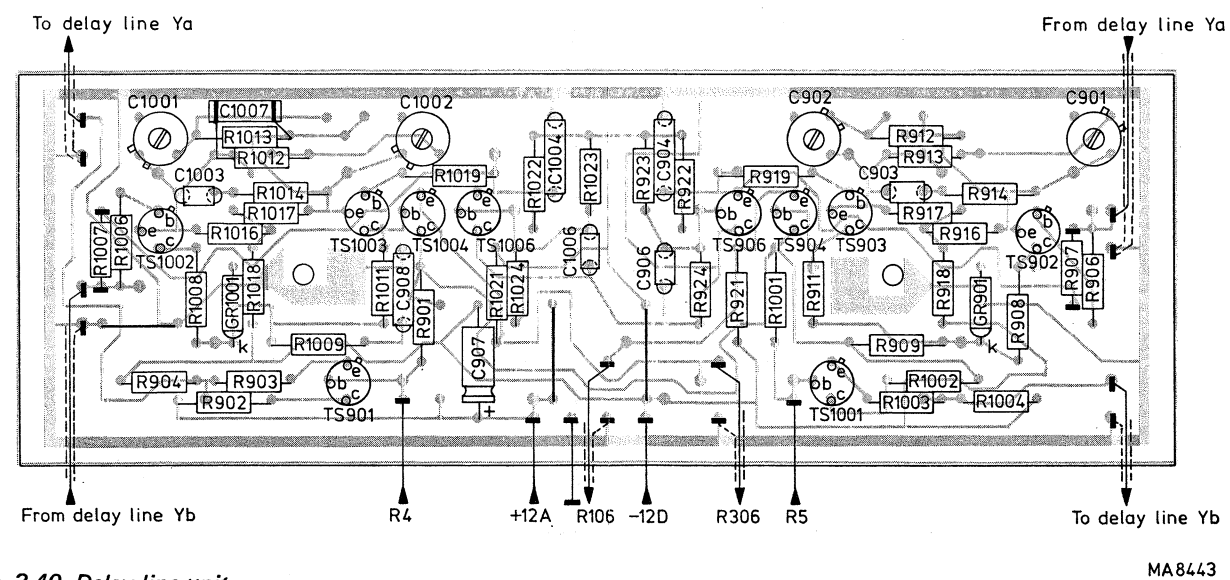 To delay line Ya
From delay line Ya
C1001
C1007
C1002
C902
C901
R1013
R1012
C1003
R1014
R1017
R1016
R1019
R1022
C1004
R1023
R923
C904
R922
R919
R912
R913
C903
R914
R917
R916
b
e
c
TS1002
e
b
c
TS1003
b
e
c
TS1004
b
e
c
TS1006
b
e
c
TS906
b
e
c
TS904
b
e
c
TS903
e
b
c
TS902
R1007
R1006
R1008
GR1001
R1018
k
R1011
C908
R901
R1021
R1024
C1006
C906
R924
R921
R1001
R911
R918
GR901
k
R908
R907
R906
R1009
C907
+
R909
R904
R903
R902
e
b
c
TS901
e
b
c
TS1001
R1002
R1003
R1004
From delay line Yb
R4
+12A
R106
-12D
R306
R5
To delay line Yb
MA8443
2.40 Delay line unit